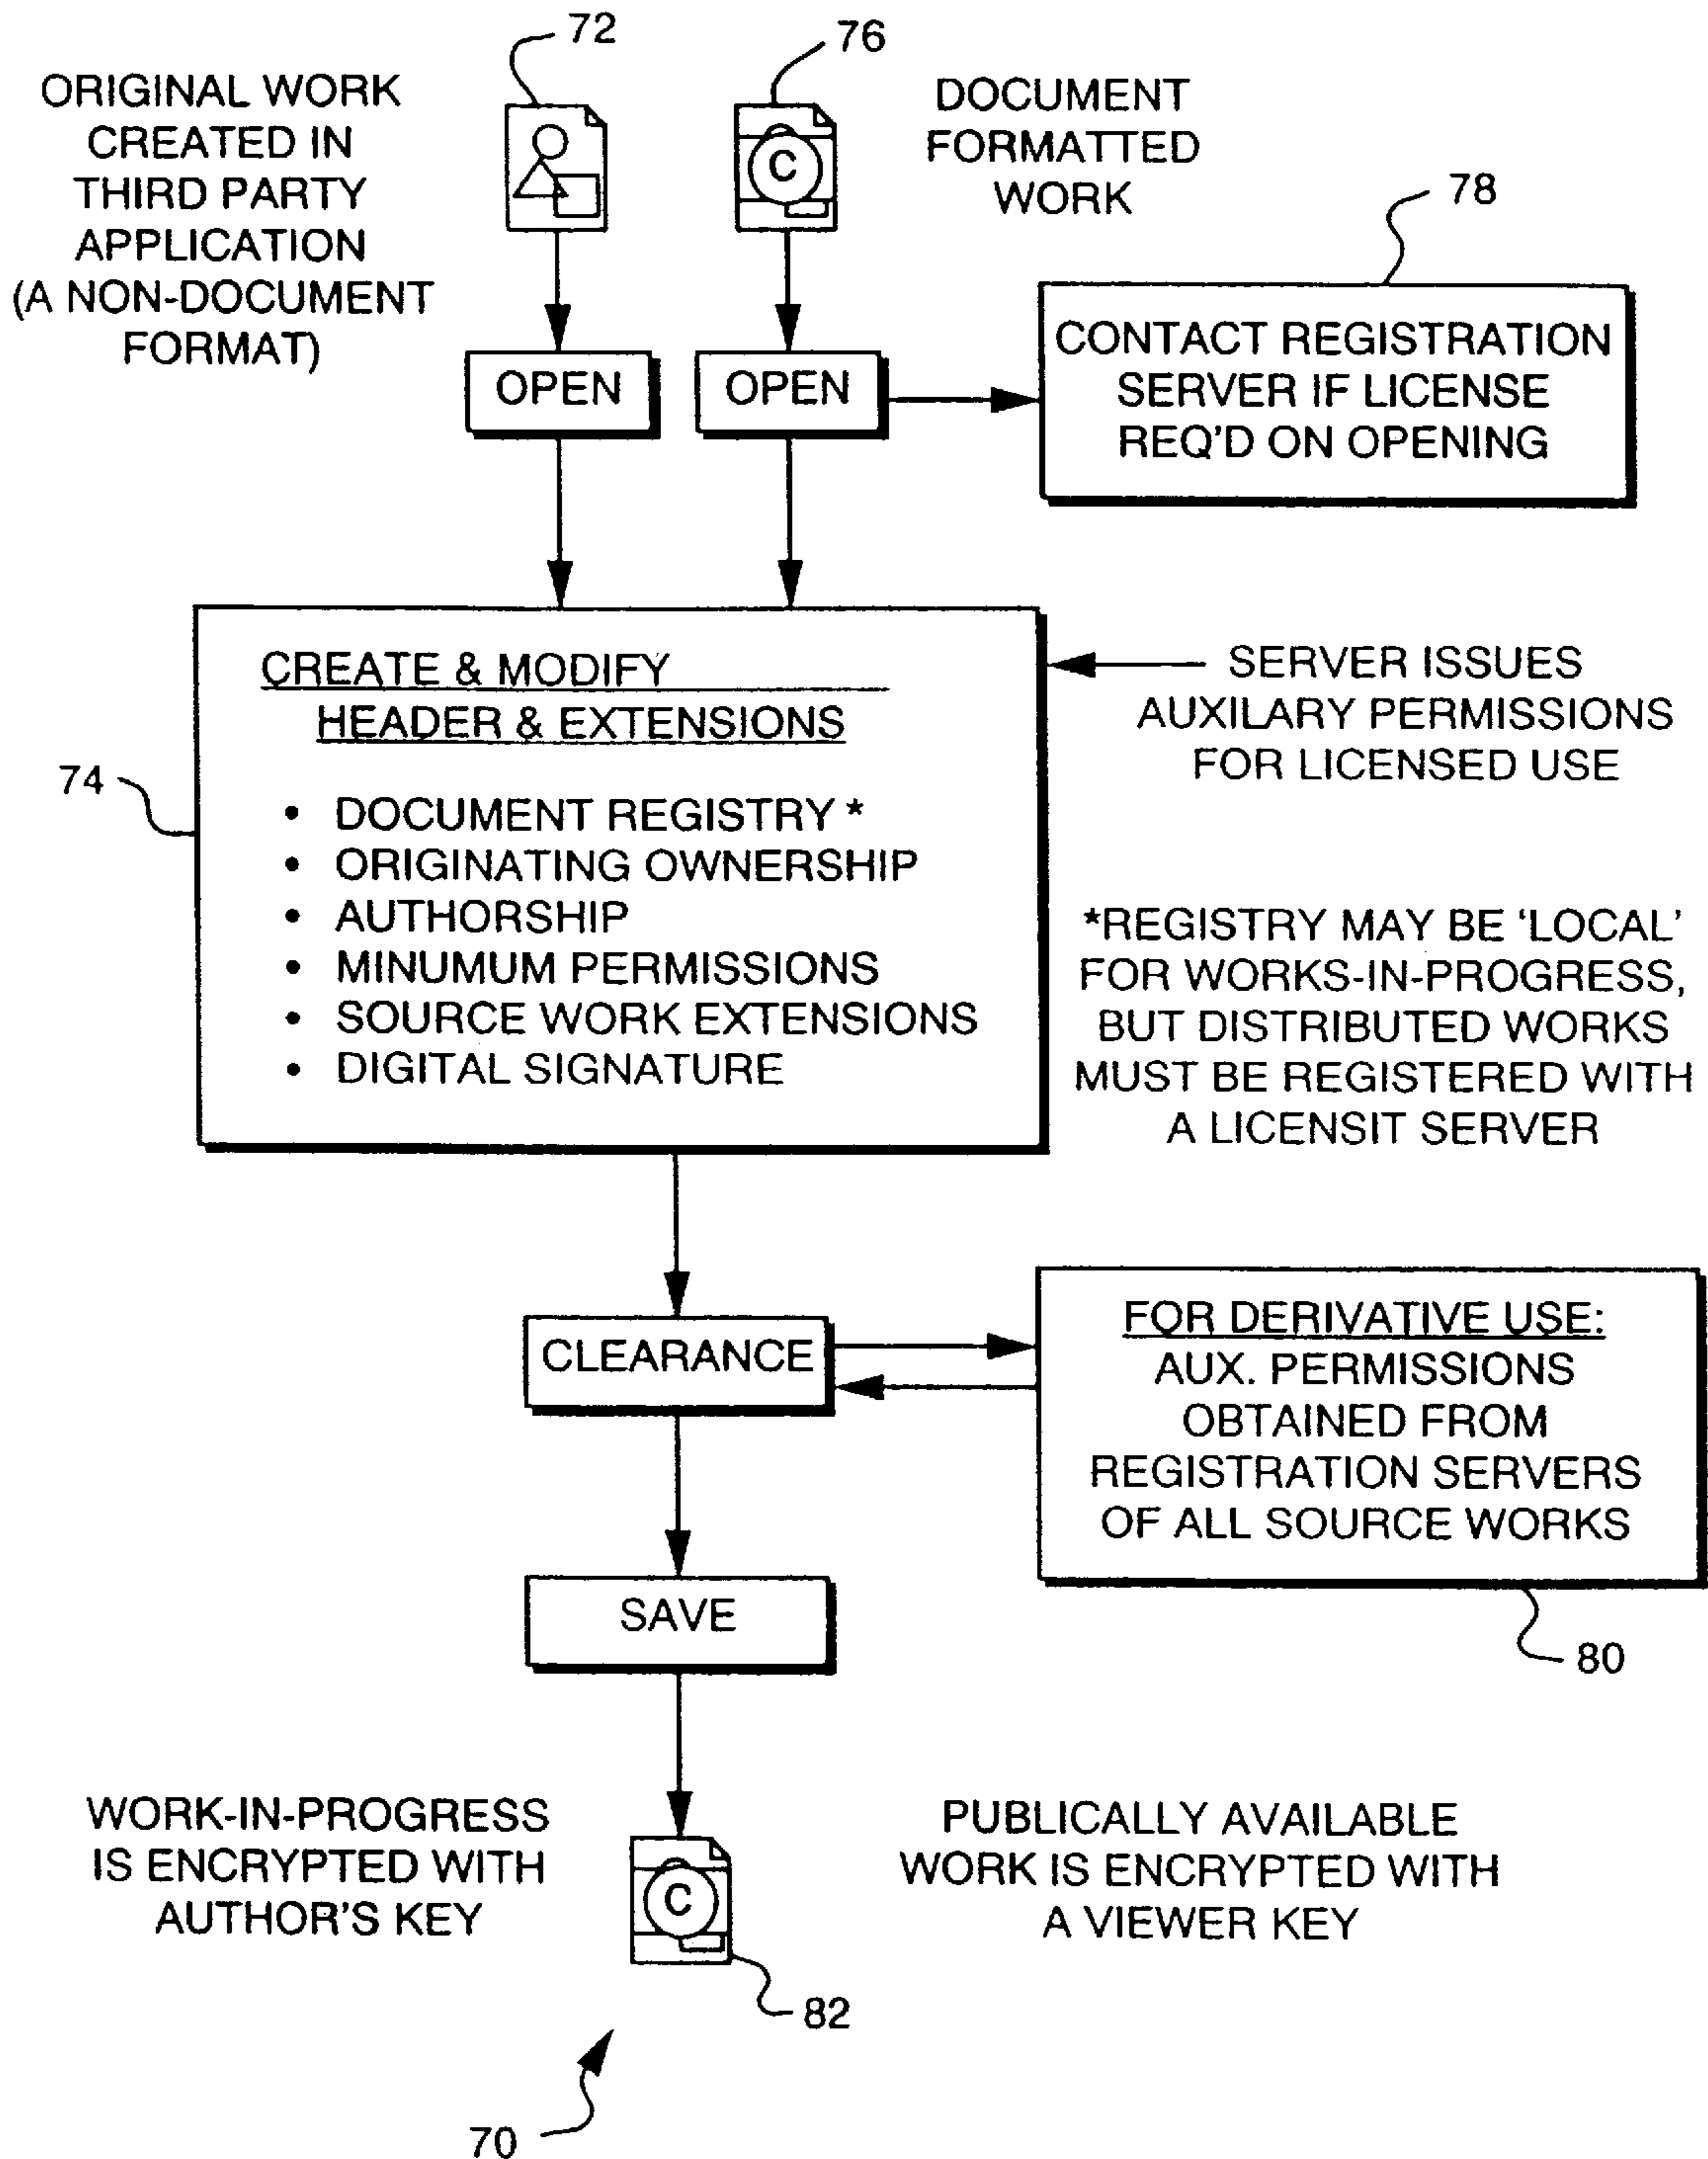 72
76
ORIGINAL WORK
CREATED IN
THIRD PARTY
APPLICATION
(A NON-DOCUMENT
FORMAT)
C
DOCUMENT
FORMATTED
WORK
78
OPEN
OPEN
CONTACT REGISTRATION
SERVER IF LICENSE
REQ'D ON OPENING
74
CREATE & MODIFY
HEADER & EXTENSIONS
• DOCUMENT REGISTRY *
• ORIGINATING OWNERSHIP
• AUTHORSHIP
• MINUMUM PERMISSIONS
• SOURCE WORK EXTENSIONS
• DIGITAL SIGNATURE
SERVER ISSUES
AUXILARY PERMISSIONS
FOR LICENSED USE
*REGISTRY MAY BE 'LOCAL'
FOR WORKS-IN-PROGRESS,
BUT DISTRIBUTED WORKS
MUST BE REGISTERED WITH
A LICENSIT SERVER
CLEARANCE
FOR DERIVATIVE USE:
AUX. PERMISSIONS
OBTAINED FROM
REGISTRATION SERVERS
OF ALL SOURCE WORKS
80
SAVE
WORK-IN-PROGRESS
IS ENCRYPTED WITH
AUTHOR'S KEY
C
82
PUBLICALLY AVAILABLE
WORK IS ENCRYPTED WITH
A VIEWER KEY
70